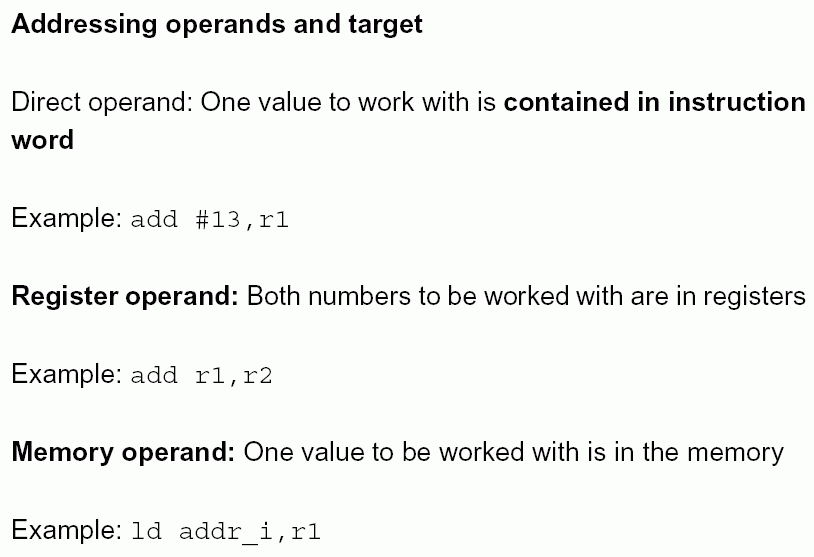 Addressing operands and target
Direct operand: One value to work with is contained in instruction
word
Example: add #13,r1
Register operand: Both numbers to be worked with are in registers
Example: add r1,r2
Memory operand: One value to be worked with is in the memory
Example: ld addr_i,r1